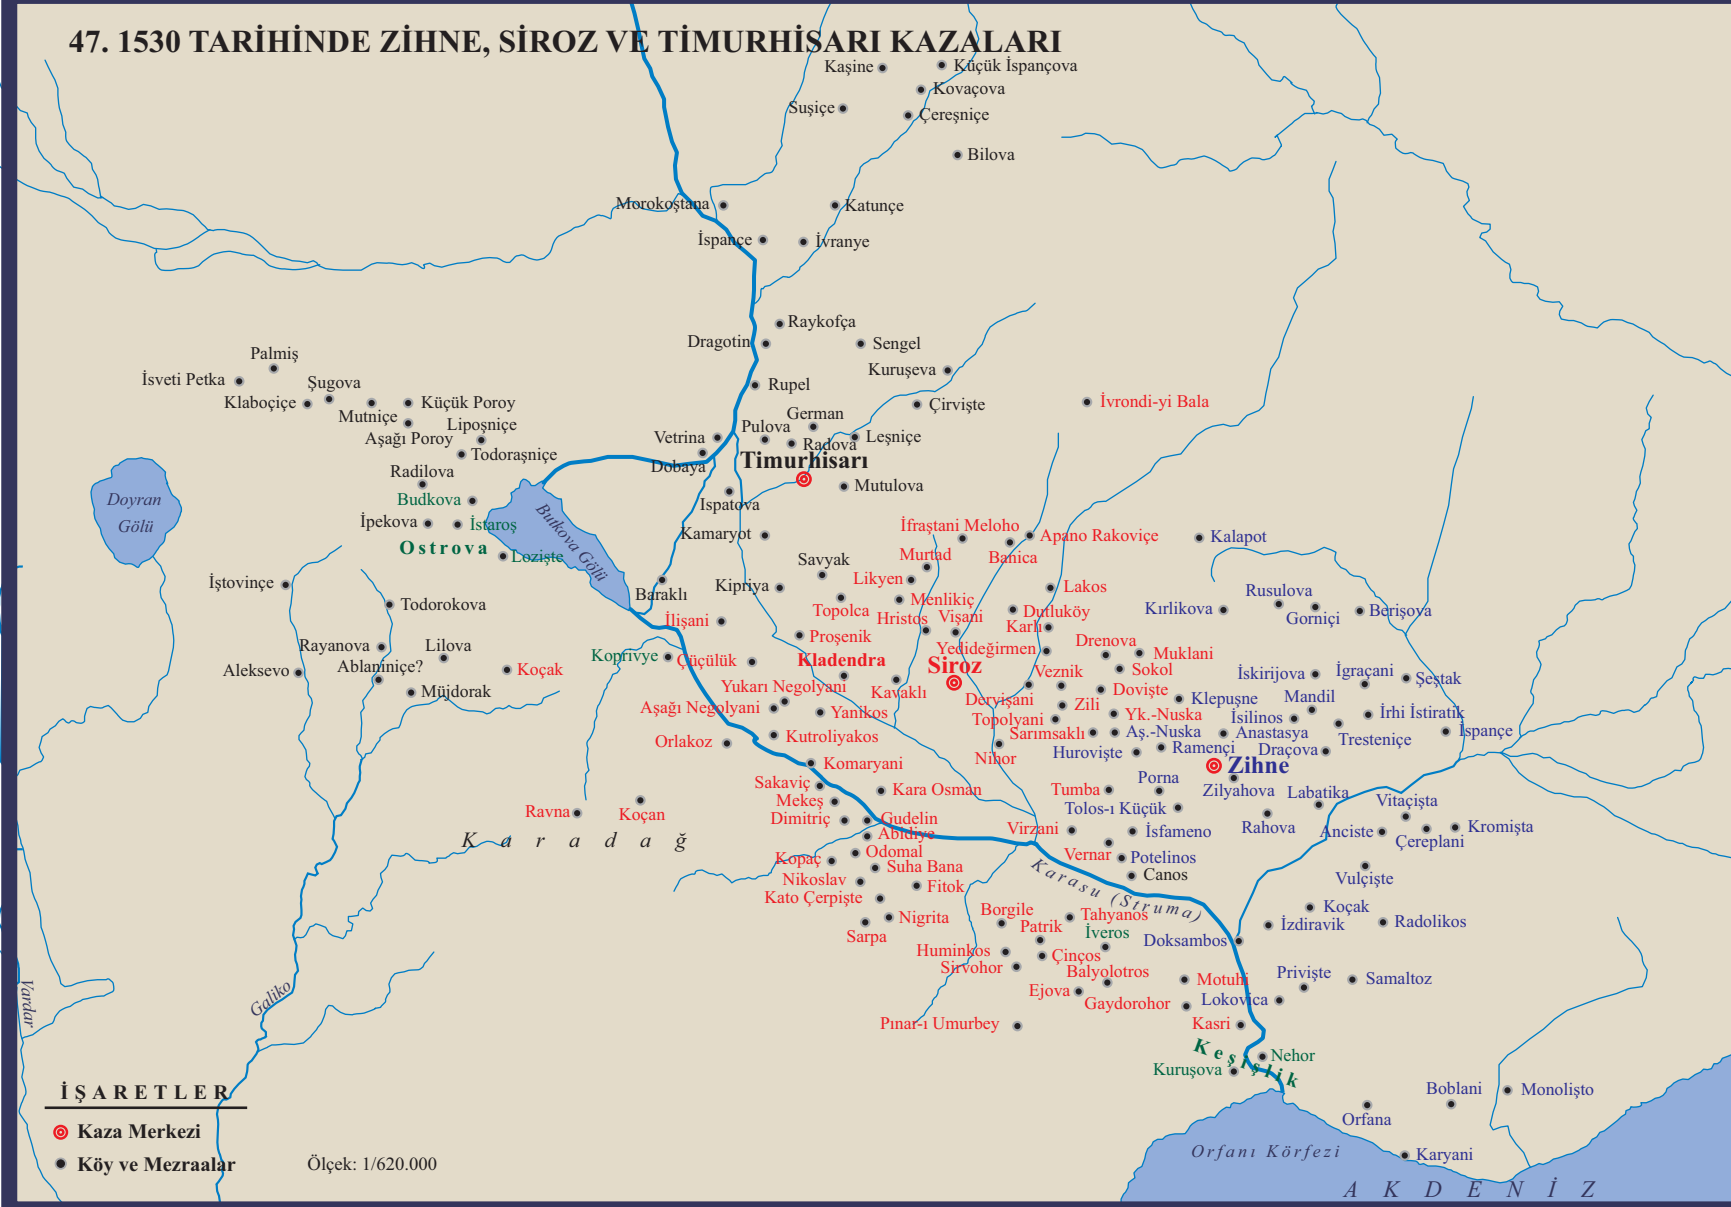 47. 1530 TARİHİNDE ZİHNE, SİROZ VE TİMURHİSARI KAZALARI
Kaşine
Küçük İspançova
Kovaçova
Suşiçe
Çereşniçe
Bilova
Morokoştana
Katunçe
İspançe
İvranye
Raykofça
Dragotin
Sengel
Palmiş
Kuruşeva
İsveti Petka
Şugova
Rupel
Klaboçiçe
Mutniçe
Küçük Poroy
Çirvişte
İvrondi-yi Bala
German
Aşağı Poroy
Lipoşniçe
Pulova
Vetrina
Radova
Leşniçe
Todoraşniçe
Dobaya
Timurhisarı
Radilova
Mutulova
Doyran
Gölü
Budkova
Ispatova
Butkova Gölü
İpekova
İstaroş
Kamaryot
İfraştani Meloho
Apano Rakoviçe
Kalapot
Ostrova
Lozişte
Banica
Murtad
Savyak
İştovinçe
Likyen
Kipriya
Lakos
Baraklı
Rusulova
Todorokova
Topolca
Menlikiç
Dutluköy
Kırlikova
Gorniçi
Berişova
İlişani
Hristos
Vişani
Karlı
Proşenik
Rayanova
Lilova
Yedideğirmen
Drenova
Muklani
Koprivye
Çüçülük
Kladendra
Siroz
Ablaniniçe?
Aleksevo
Koçak
Veznik
Sokol
İskirijova
İgraçani
Şeştak
Müjdorak
Yukarı Negolyani
Kavaklı
Dervişani
Dovişte
Klepuşne
Mandil
Aşağı Negolyani
Yanikos
Zili
Topolyani
Yk.-Nuska
İsilinos
İrhi İstiratik
Orlakoz
Kutroliyakos
Sarımsaklı
Aş.-Nuska
Anastasya
Tresteniçe
İspançe
Nihor
Hurovişte
Ramençi
Draçova
Komaryani
Zihne
Sakaviç
Kara Osman
Tumba
Porna
Zilyahova
Labatika
Vitaçişta
Mekeş
Tolos-ı Küçük
Ravna
Koçan
Dimitriç
Gudelin
Karadağ
Abidiye
Virzani
İsfameno
Rahova
Anciste
Çereplani
Kromişta
Kopaç
Odomal
Vernar
Potelinos
Suha Bana
Canos
Nikoslav
Fitok
Karasu (Struma)
Vulçişte
Kato Çerpişte
Nigrita
Borgile
Tahyanos
Koçak
Sarpa
Patrik
İveros
Doksambos
İzdiravik
Radolikos
Huminkos
Çinços
Sirvohor
Balyolotros
Motuhi
Privişte
Samaltoz
Ejova
Gaydorohor
Lokoviça
Vardar
Galiko
Pınar-ı Umurbey
Kasri
Keşişlik
Nehor
Kuruşova
Boblani
Monolişto
İŞARETLER
Orfana
Kaza Merkezi
Orfanı Körfezi
Karyani
Köy ve Mezraalar
Ölçek: 1/620.000
AKDENİZ